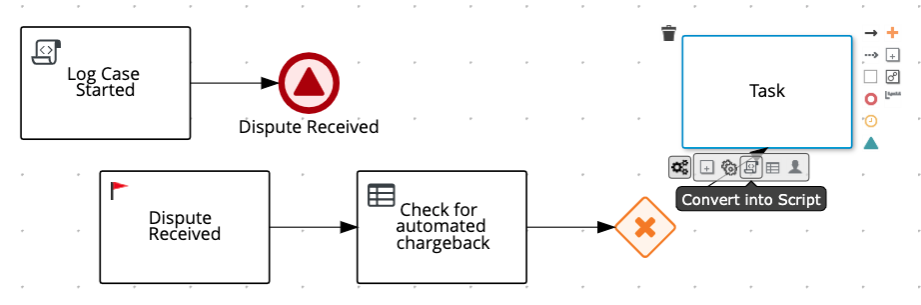 Log Case
Started
Dispute Received
Task
Convert into Script
Dispute
Received
Check for
automated
chargeback